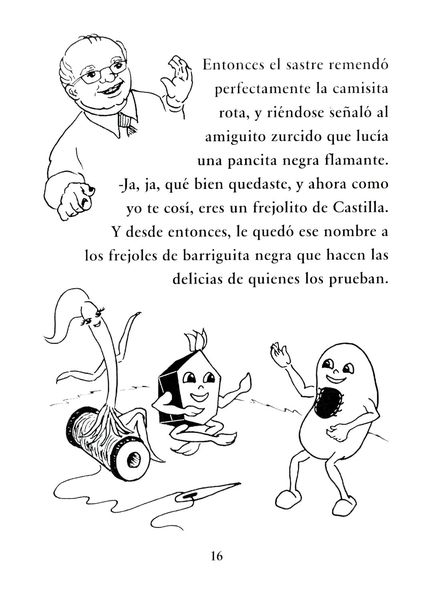 Entonces el sastre remendó
perfectamente la camisita
rota, y riéndose señaló al
amiguito zurcido que lucía
una pancita negra flamante.
-Ja, ja, qué bien quedaste, y ahora como
yo te cosí, eres un frejolito de Castilla.
Y desde entonces, le quedó ese nombre a
los frejoles de barriguita negra que hacen las
delicias de quienes los prueban.
16